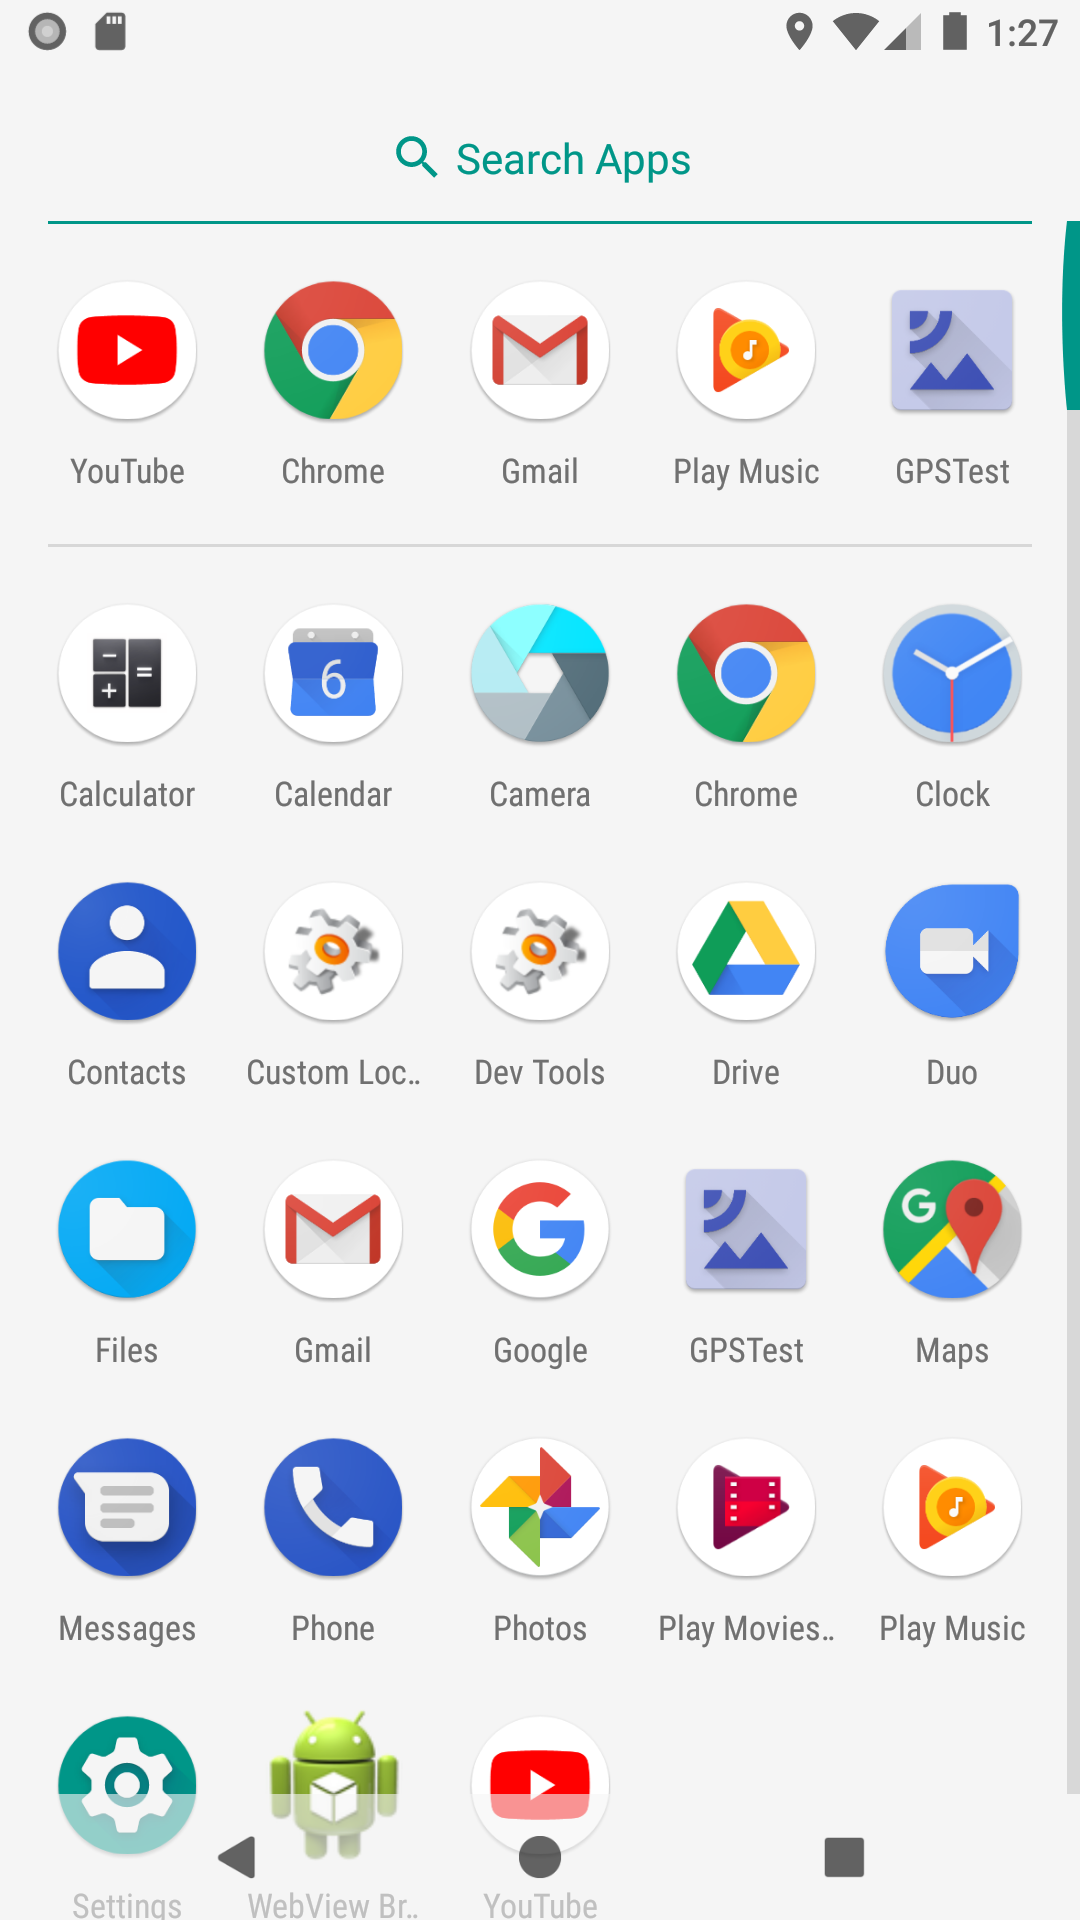 1:27
Search Apps
YouTube Chrome Gmail Play Music GPSTest
6
Calculator Calendar Camera Chrome Clock
Contacts Custom Loc.. Dev Tools Drive Duo
G
Files Gmail Google GPSTest Maps
Messages Phone Photos Play Movies.. Play Music
Settings WebView Br.. YouTube